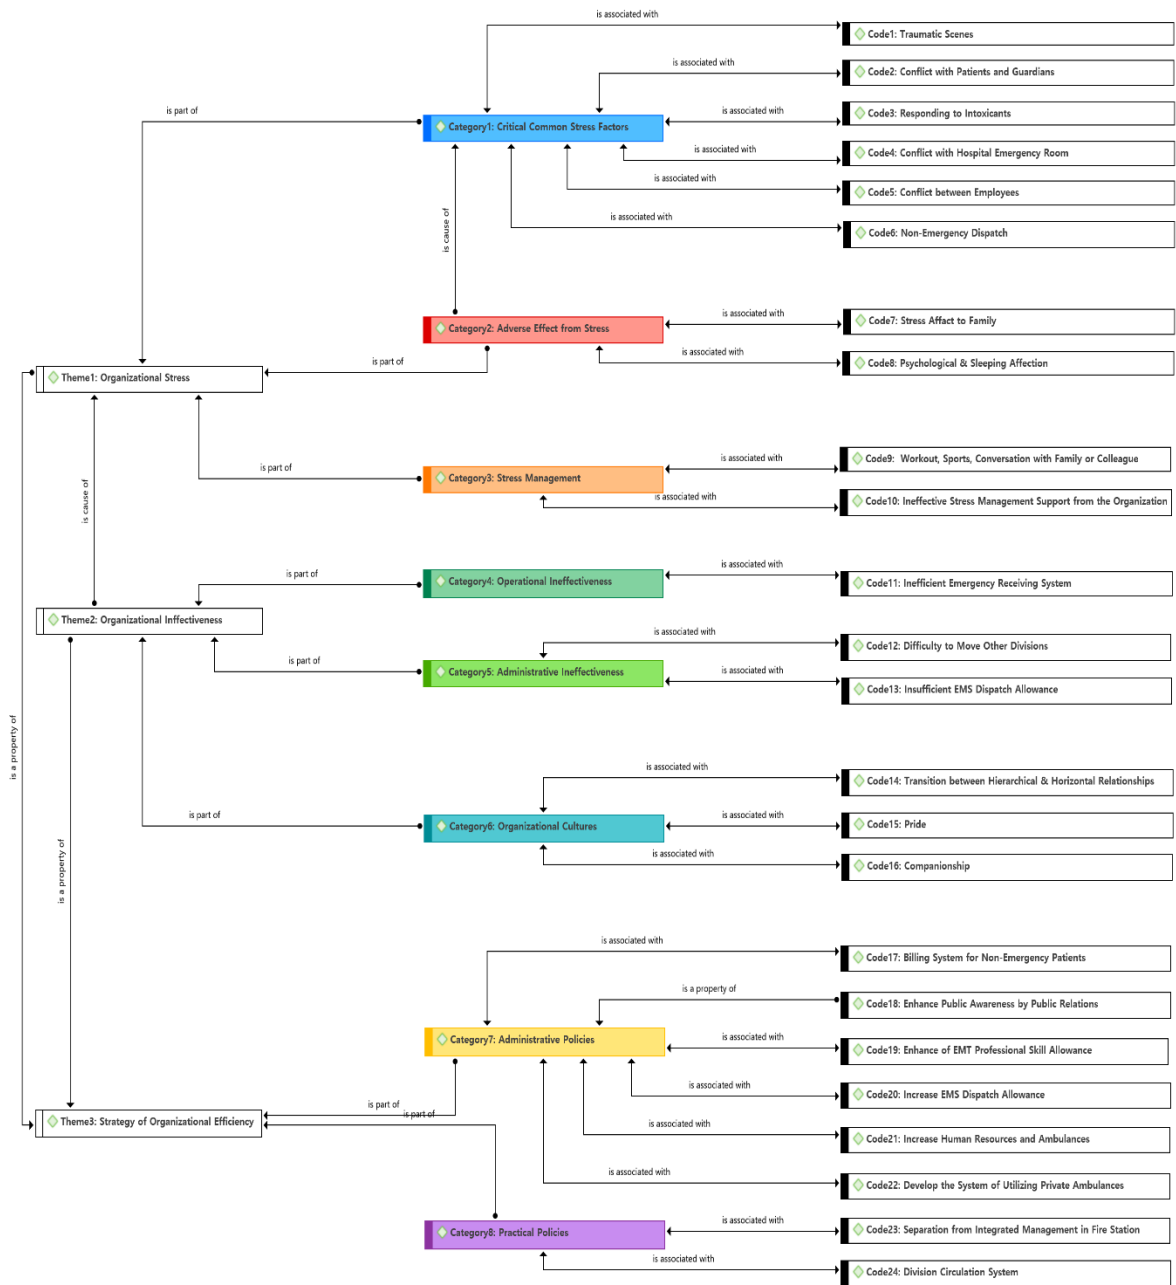 is associated with
Code1: Traumatic Scenes
is associated with
Code2: Conflict with Patients and Guardians
is part of
is associated with
Code3: Responding to Intoxicants
Category1: Critical Common Stress Factors
is associated with
Code4: Conflict with Hospital Emergency Room
is associated with
Code5: Conflict between Employees
is associated with
Code6: Non-Emergency Dispatch
is cause of
is associated with
Code7: Stress Affact to Family
Category2: Adverse Effect from Stress
is part of
is associated with
Code8: Psychological & Sleeping Affection
Theme1: Organizational Stress
is associated with
Code9: Workout, Sports, Conversation with Family or Colleague
is part of
Category3: Stress Management
is associated with
Code10: Ineffective Stress Management Support from the Organization
is cause of
is part of
Category4: Operational Ineffectiveness
is associated with
Code11: Inefficient Emergency Receiving System
Theme2: Organizational Inffectiveness
is associated with
Code12: Difficulty to Move Other Divisions
is part of
Category5: Administrative Ineffectiveness
is associated with
Code13: Insufficient EMS Dispatch Allowance
is a property of
is associated with
Code14: Transition between Hierarchical & Horizontal Relationships
is part of
Category6: Organizational Cultures
is associated with
Code15: Pride
is associated with
Code16: Companionship
is a property of
is associated with
Code17: Billing System for Non-Emergency Patients
is a property of
Code18: Enhance Public Awareness by Public Relations
Category7: Administrative Policies
is associated with
Code19: Enhance of EMT Professional Skill Allowance
is associated with
Code20: Increase EMS Dispatch Allowance
is part of
is part of
Theme3: Strategy of Organizational Efficiency
is associated with
Code21: Increase Human Resources and Ambulances
is associated with
Code22: Develop the System of Utilizing Private Ambulances
Category8: Practical Policies
is associated with
Code23: Separation from Integrated Management in Fire Station
is associated with
Code24: Division Circulation System